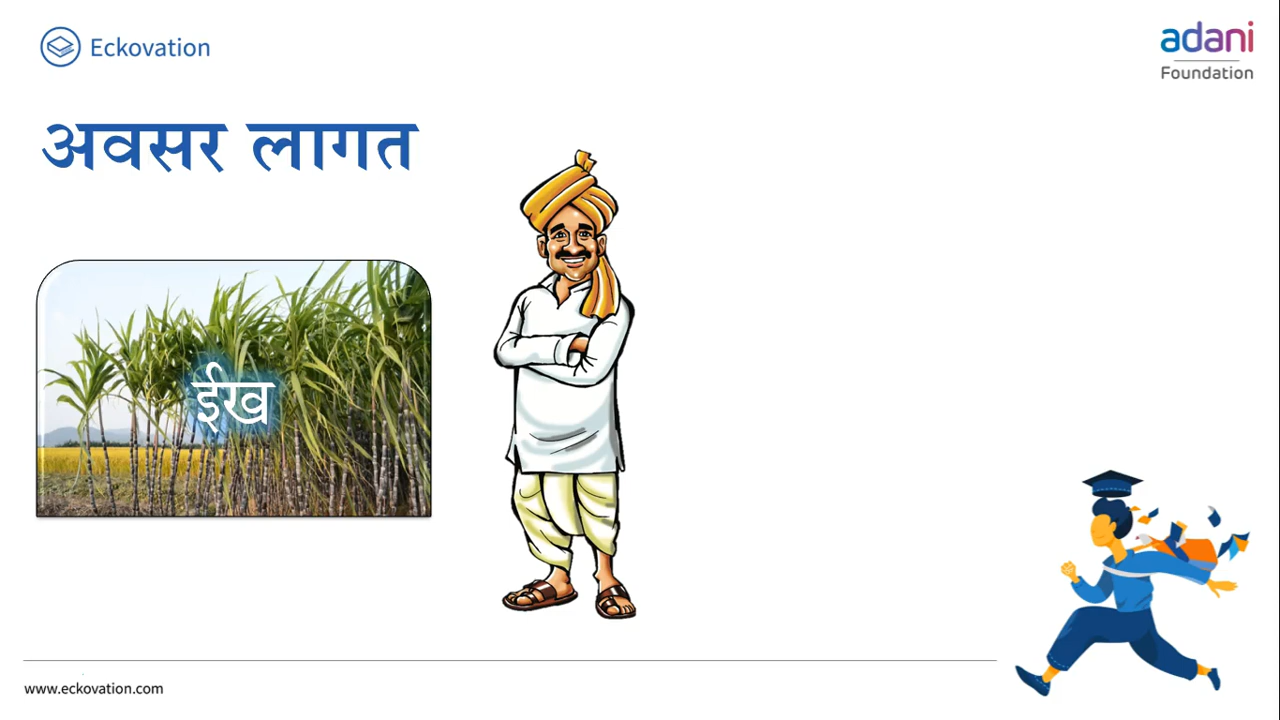 Eckovation
adani
Foundation
अवसर लागत
ईख
www.eckovation.com